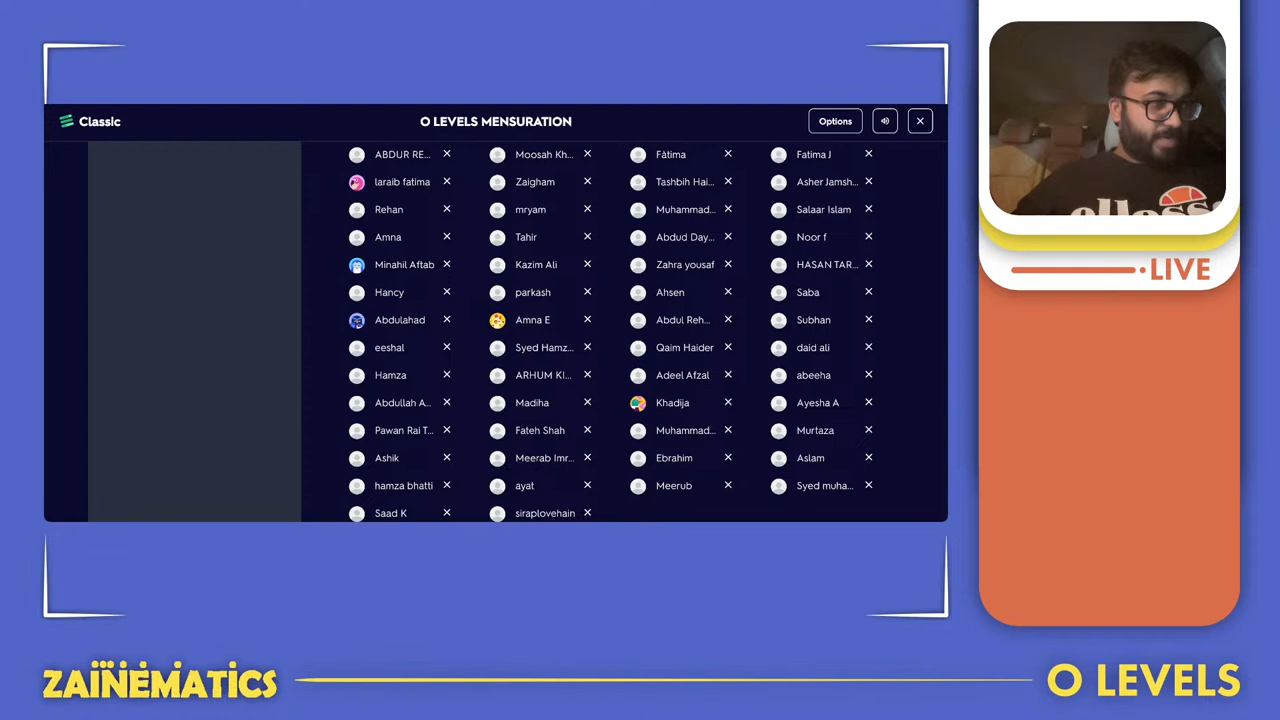 Classic
O LEVELS MENSURATION
Options
ABDUR RE... Moosah Kh... Fàtima Fatima J
laraib fatima Zaigham Tashbih Hai... Asher Jamsh...
Rehan mryam Muhammad... Salaar Islam
Amna Tahir Abdud Day... Noor f
Minahil Aftab Kazim Ali Zahra yousaf HASAN TAR...
Hancy parkash Ahsen Saba
Abdulahad Amna E Abdul Reh... Subhan
eeshal Syed Hamz... Qaim Haider daid ali
Hamza ARHUM KI... Adeel Afzal abeeha
Abdullah A... Madiha Khadija Ayesha A
Pawan Rai T... Fateh Shah Muhammad... Murtaza
Ashik Meerab Imr... Ebrahim Aslam
hamza bhatti ayat Meerub Syed muha...
Saad K siraplovehain
ellesse
LIVE
ZAINEMATICS
O LEVELS